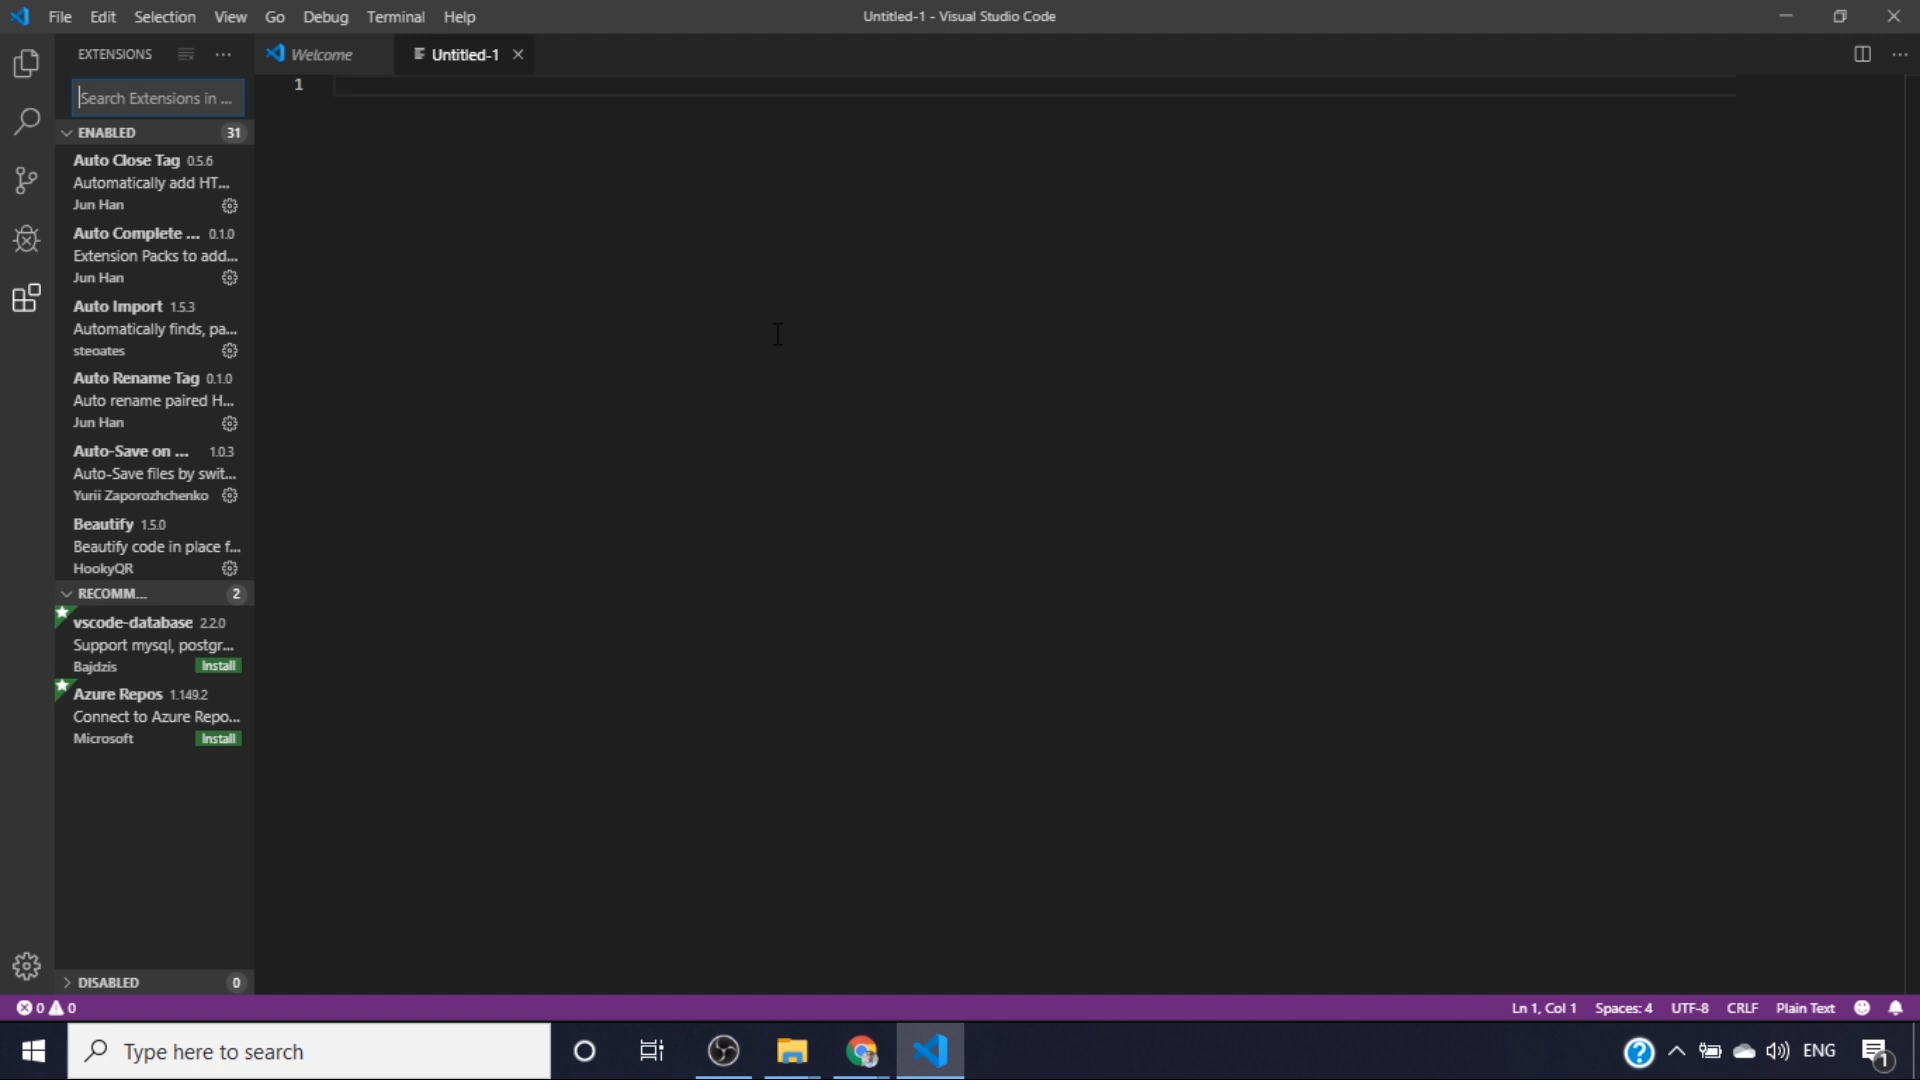 File Edit Selection View Go Debug Terminal Help
Untitled-1 - Visual Studio Code
EXTENSIONS
Welcome
Untitled-1
Search Extensions in ...
1
ENABLED 31
Auto Close Tag 0.5.6
Automatically add HT...
Jun Han
Auto Complete ... 0.1.0
Extension Packs to add...
Jun Han
Auto Import 1.5.3
Automatically finds, pa...
steoates
Auto Rename Tag 0.1.0
Auto rename paired H...
Jun Han
Auto-Save on ... 1.0.3
Auto-Save files by swit...
Yurii Zaporozhchenko
Beautify 1.5.0
Beautify code in place f...
HookyQR
RECOMM... 2
vscode-database 2.2.0
Support mysql, postgr...
Bajdzis Install
Azure Repos 1.149.2
Connect to Azure Repo...
Microsoft Install
DISABLED 0
0 0
Ln 1, Col 1 Spaces: 4 UTF-8 CRLF Plain Text
Type here to search
ENG
1